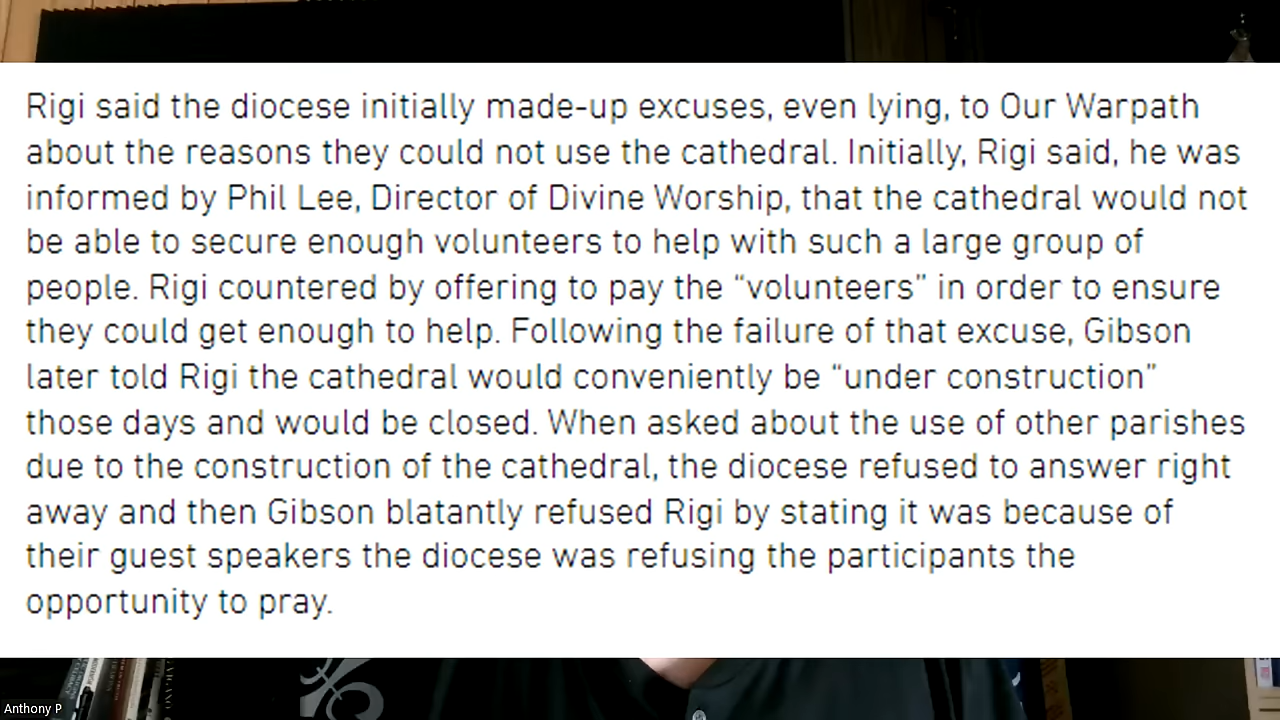 Rigi said the diocese initially made-up excuses, even lying, to Our Warpath
about the reasons they could not use the cathedral. Initially, Rigi said, he was
informed by Phil Lee, Director of Divine Worship, that the cathedral would not
be able to secure enough volunteers to help with such a large group of
people. Rigi countered by offering to pay the “volunteers” in order to ensure
they could get enough to help. Following the failure of that excuse, Gibson
later told Rigi the cathedral would conveniently be “under construction”
those days and would be closed. When asked about the use of other parishes
due to the construction of the cathedral, the diocese refused to answer right
away and then Gibson blatantly refused Rigi by stating it was because of
their guest speakers the diocese was refusing the participants the
opportunity to pray.
Anthony P